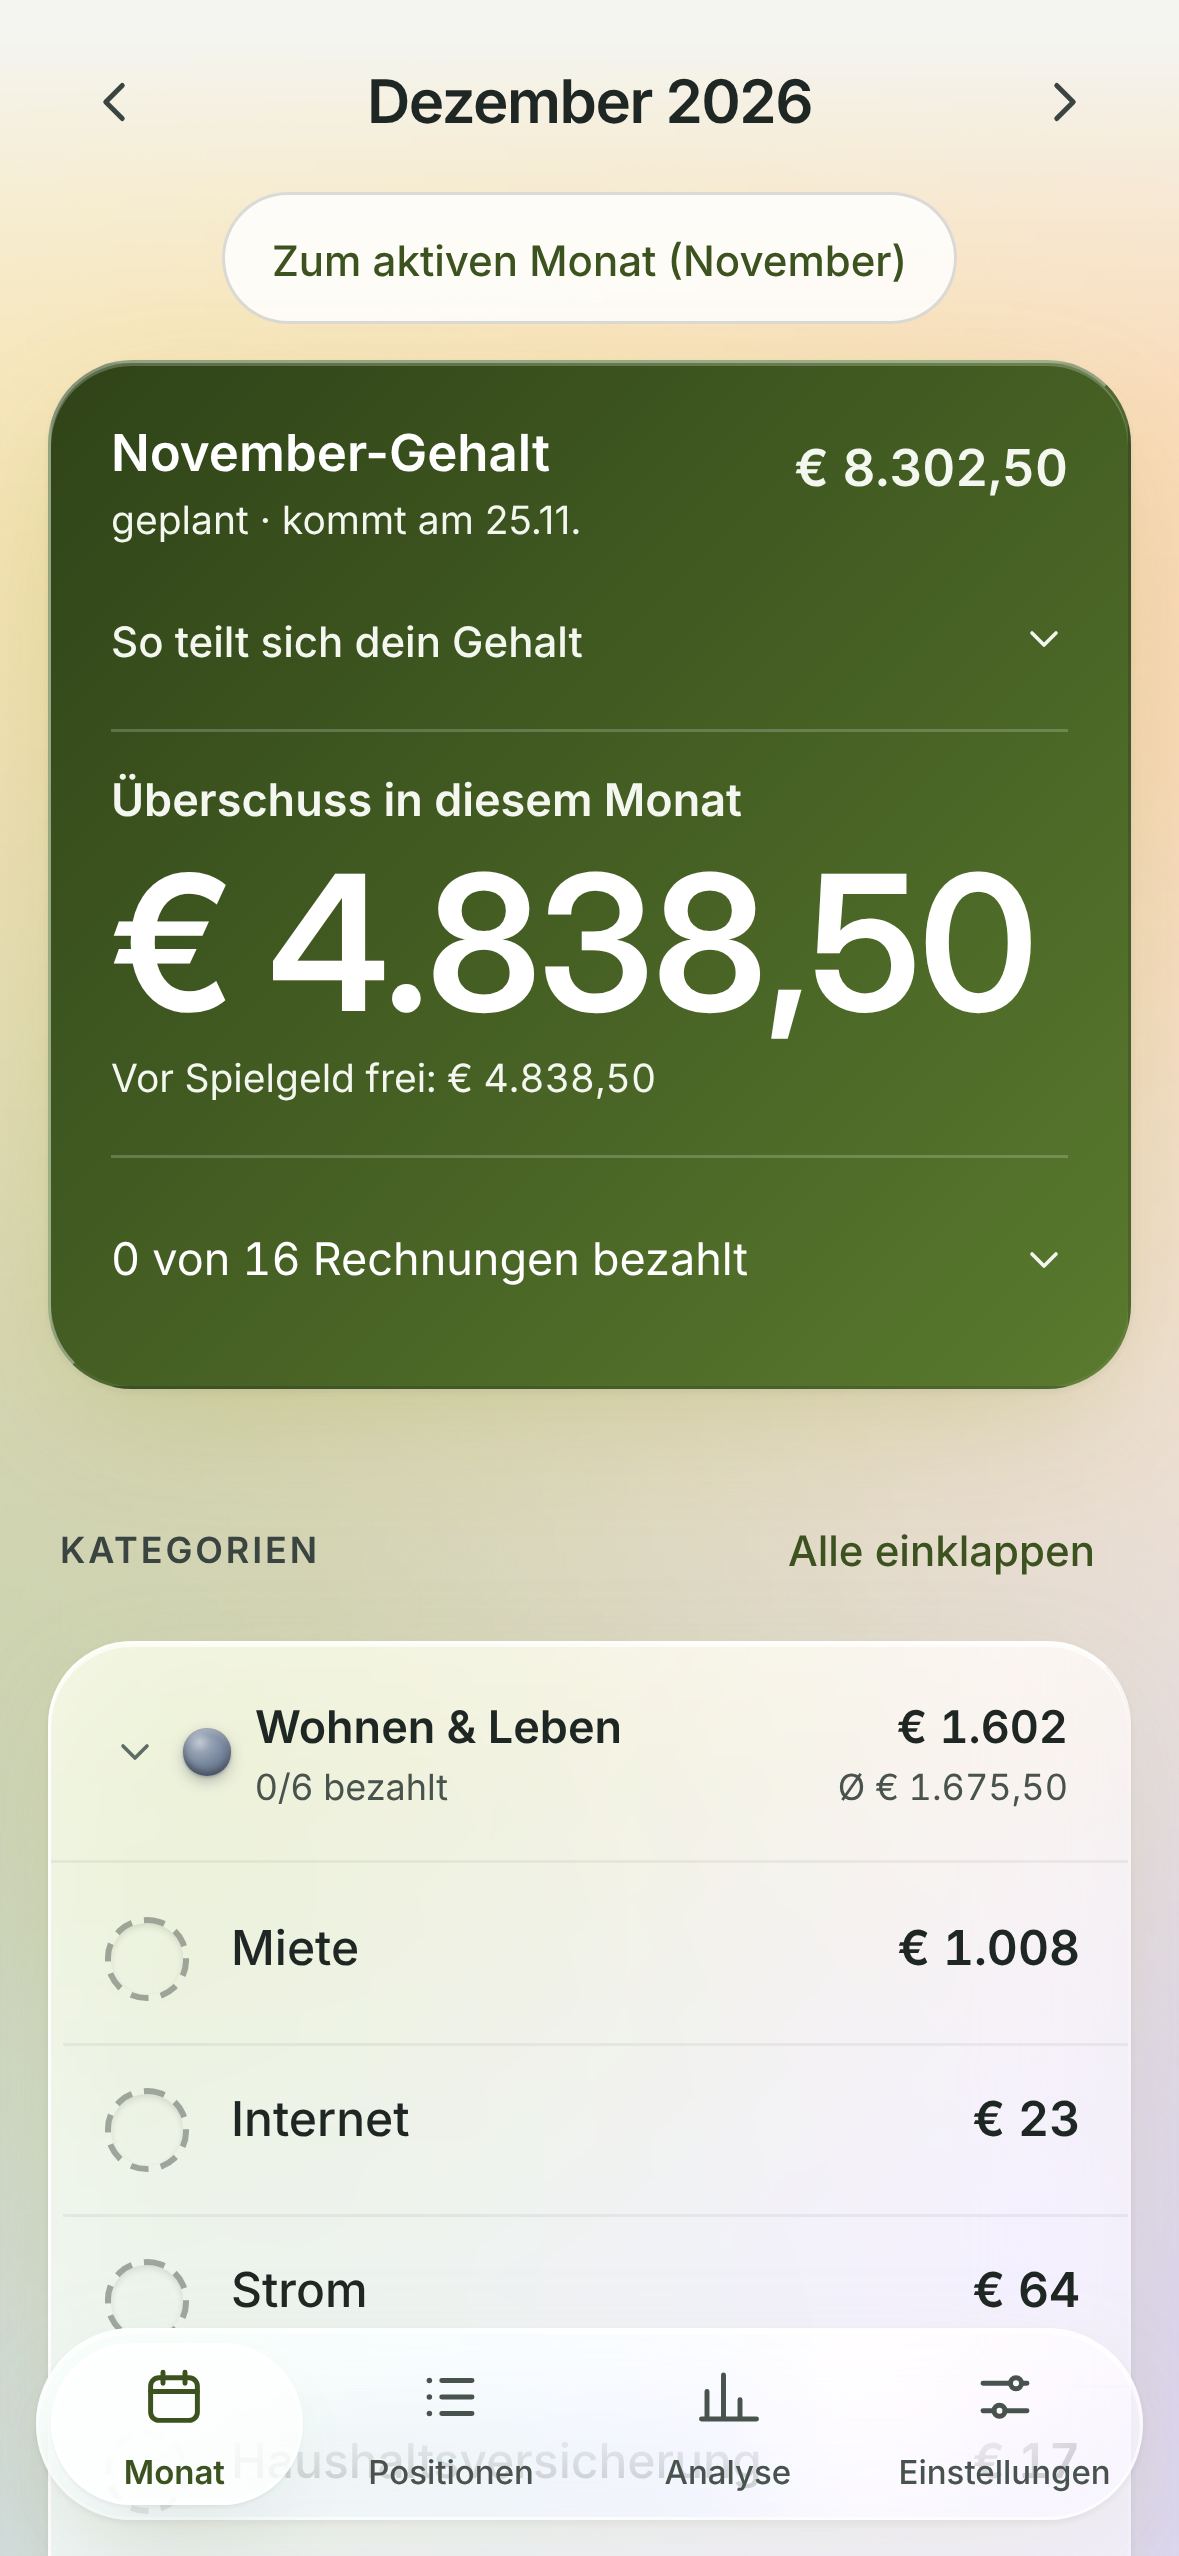 Dezember 2026
Zum aktiven Monat (November)
November-Gehalt
€ 8.302,50
geplant · kommt am 25.11.
So teilt sich dein Gehalt
Überschuss in diesem Monat
€ 4.838,50
Vor Spielgeld frei: € 4.838,50
0 von 16 Rechnungen bezahlt
KATEGORIEN
Alle einklappen
Wohnen & Leben
€ 1.602
0/6 bezahlt
Ø € 1.675,50
Miete
€ 1.008
Internet
€ 23
Strom
€ 64
Haushaltsversicherung
€ 17
Monat
Positionen
Analyse
Einstellungen